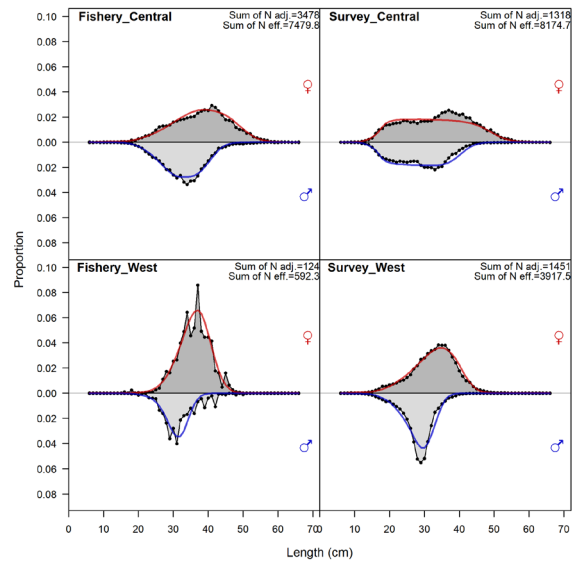 Fishery_Central
Sum of N adj.=3478
Sum of N eff.=7479.8
Survey_Central
Sum of N adj.=1318
Sum of N eff.=8174.7
0.10
0.08
0.06
0.04
0.02
0.00
0.02
0.04
0.06
0.08
♀
♂
♀
♂
Proportion
Fishery_West
Sum of N adj.=124
Sum of N eff.=592.3
Survey_West
Sum of N adj.=1451
Sum of N eff.=3917.5
0.10
0.08
0.06
0.04
0.02
0.00
0.02
0.04
0.06
0.08
♀
♂
♀
♂
0 10 20 30 40 50 60 70 0 10 20 30 40 50 60 70
Length (cm)